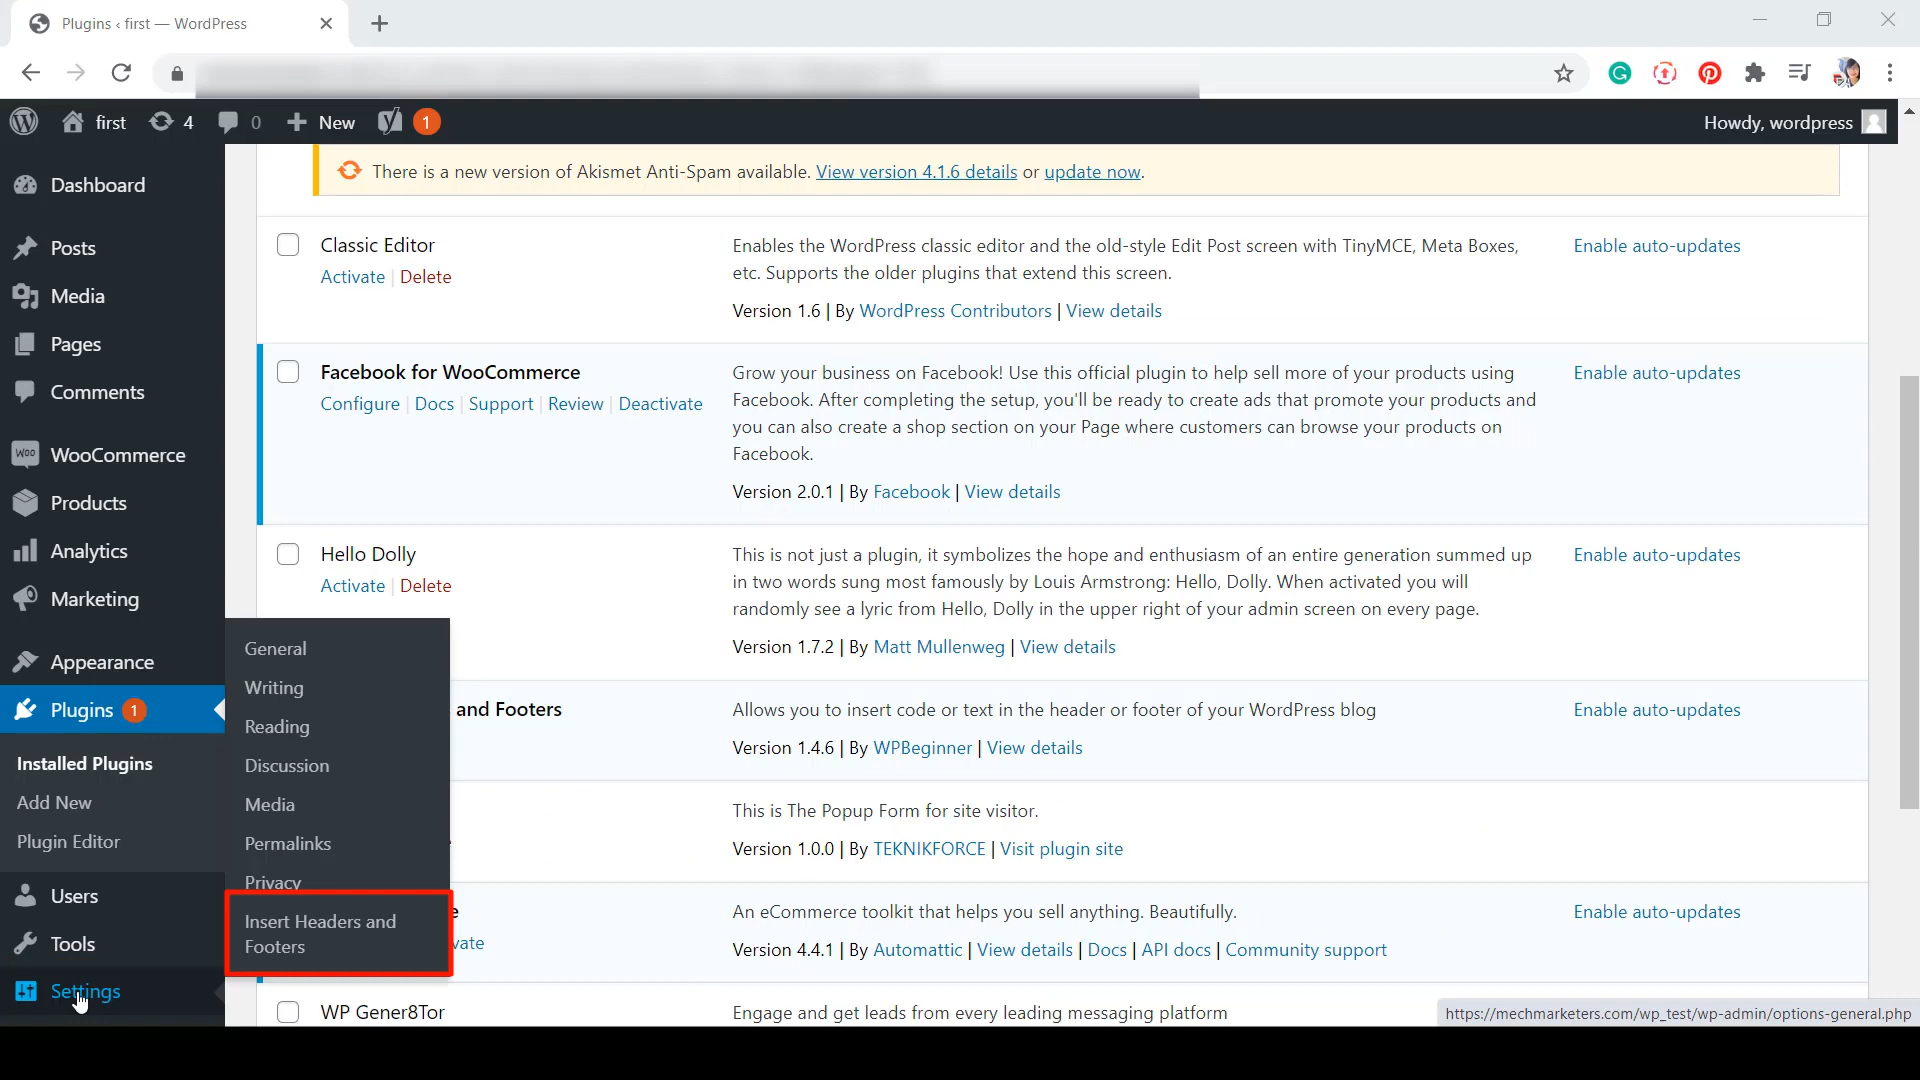 Plugins ‹ first — WordPress
first
4
0
New
1
Howdy, wordpress
There is a new version of Akismet Anti-Spam available. View version 4.1.6 details or update now.
Dashboard
Posts
Media
Pages
Comments
WooCommerce
Products
Analytics
Marketing
Appearance
Plugins 1
Installed Plugins
Add New
Plugin Editor
Users
Tools
Settings
General
Writing
Reading
Discussion
Media
Permalinks
Privacy
Insert Headers and
Footers
Classic Editor
Activate | Delete
Enables the WordPress classic editor and the old-style Edit Post screen with TinyMCE, Meta Boxes,
etc. Supports the older plugins that extend this screen.
Version 1.6 | By WordPress Contributors | View details
Enable auto-updates
Facebook for WooCommerce
Configure | Docs | Support | Review | Deactivate
Grow your business on Facebook! Use this official plugin to help sell more of your products using
Facebook. After completing the setup, you'll be ready to create ads that promote your products and
you can also create a shop section on your Page where customers can browse your products on
Facebook.
Version 2.0.1 | By Facebook | View details
Enable auto-updates
Hello Dolly
Activate | Delete
This is not just a plugin, it symbolizes the hope and enthusiasm of an entire generation summed up
in two words sung most famously by Louis Armstrong: Hello, Dolly. When activated you will
randomly see a lyric from Hello, Dolly in the upper right of your admin screen on every page.
Version 1.7.2 | By Matt Mullenweg | View details
Enable auto-updates
and Footers
Allows you to insert code or text in the header or footer of your WordPress blog
Version 1.4.6 | By WPBeginner | View details
Enable auto-updates
This is The Popup Form for site visitor.
Version 1.0.0 | By TEKNIKFORCE | Visit plugin site
e
vate
An eCommerce toolkit that helps you sell anything. Beautifully.
Version 4.4.1 | By Automattic | View details | Docs | API docs | Community support
Enable auto-updates
WP Gener8Tor
Engage and get leads from every leading messaging platform
https://mechmarketers.com/wp_test/wp-admin/options-general.php